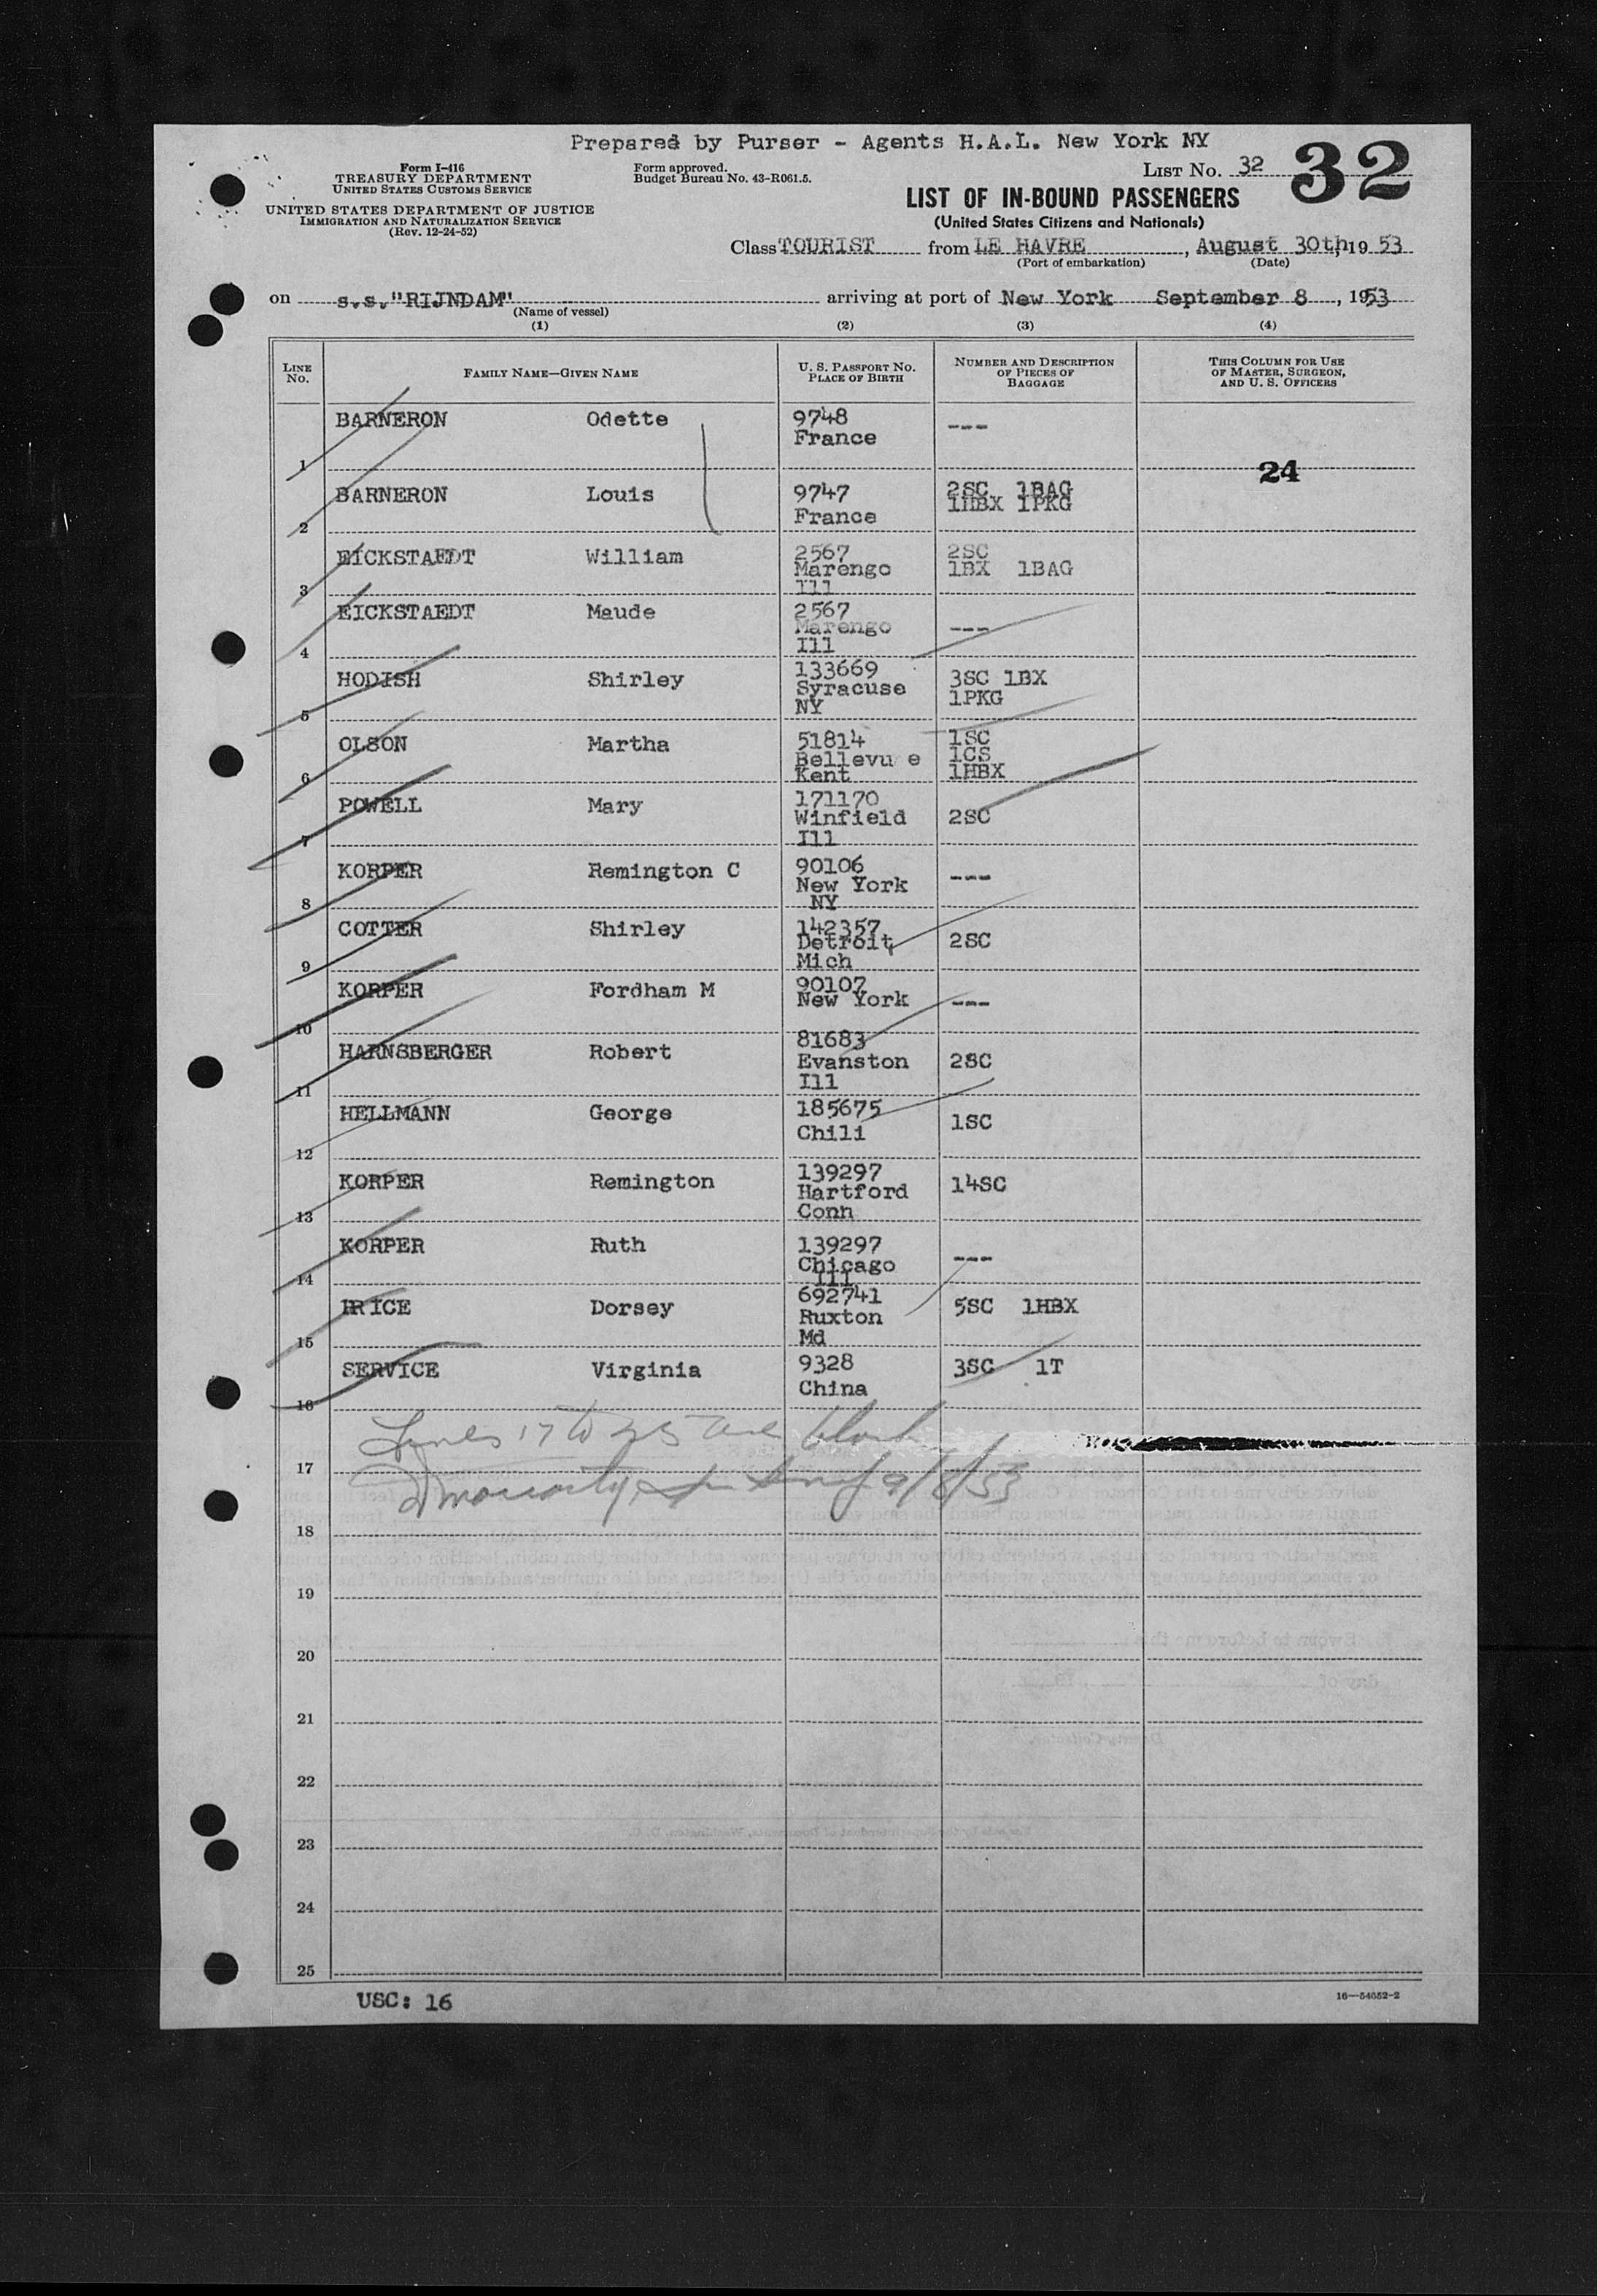 Prepared by Purser - Agents H.A.L. New York NY
Form I-416
TREASURY DEPARTMENT
UNITED STATES CUSTOMS SERVICE
UNITED STATES DEPARTMENT OF JUSTICE
IMMIGRATION AND NATURALIZATION SERVICE
(Rev. 12-24-52)
Form approved.
Budget Bureau No. 43-R061.5.
LIST NO. 32
32
LIST OF IN-BOUND PASSENGERS
(United States Citizens and Nationals)
Class TOURIST from LE HAVRE, August 30th, 1953
(Port of embarkation) (Date)
on s.s. "RIJNDAM" arriving at port of New York September 8, 1953
(Name of vessel)
(1) (2) (3) (4)
LINE NO. FAMILY NAME—GIVEN NAME U. S. PASSPORT NO. PLACE OF BIRTH NUMBER AND DESCRIPTION OF PIECES OF BAGGAGE THIS COLUMN FOR USE OF MASTER, SURGEON, AND U. S. OFFICERS
1 BARNERON Odette 9748 France ---
24
2 BARNERON Louis 9747 France 2SC 1BAG 1HBX 1PKG
3 EICKSTAEDT William 2567 Marengo Ill 2SC 1BX 1BAG
4 EICKSTAEDT Maude 2567 Marengo Ill ---
5 HODISH Shirley 133669 Syracuse NY 3SC 1BX 1PKG
6 OLSON Martha 51814 Bellevu e Kent 1SC 1CS 1HBX
7 POWELL Mary 171170 Winfield Ill 2SC
8 KORPER Remington C 90106 New York NY ---
9 COTTER Shirley 142357 Detroit Mich 2SC
10 KORPER Fordham M 90107 New York ---
11 HARNSBERGER Robert 81683 Evanston Ill 2SC
12 HELLMANN George 185675 Chili 1SC
13 KORPER Remington 139297 Hartford Conn 14SC
14 KORPER Ruth 139297 Chicago Ill ---
15 PRICE Dorsey 692741 Ruxton Md 5SC 1HBX
16 SERVICE Virginia 9328 China 3SC 1T
Lines 17 to 25 are blank
17
9/8/53
18
19
20
21
22
23
24
25
USC: 16
16—54052-2